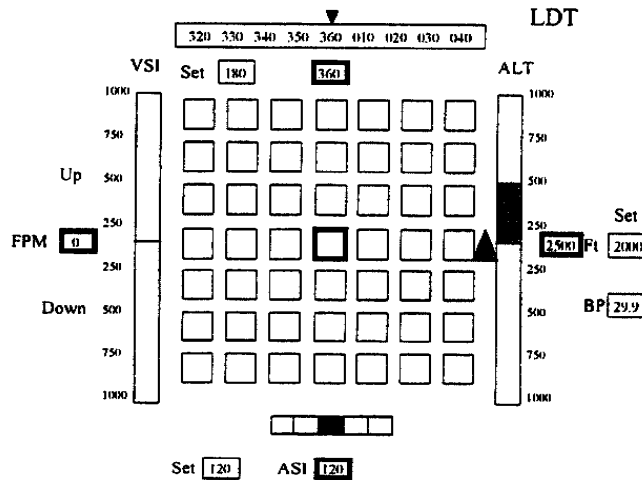 LDT
320 330 340 350 360 010 020 030 040
VSI Set 180 360 ALT
1000 1000
750 750
Up 500 500
250 250 Set
FPM 0 2500 Ft 2000
250 250
Down 500 500 BP 29.9
750 750
1000 1000
Set 120 ASI 120